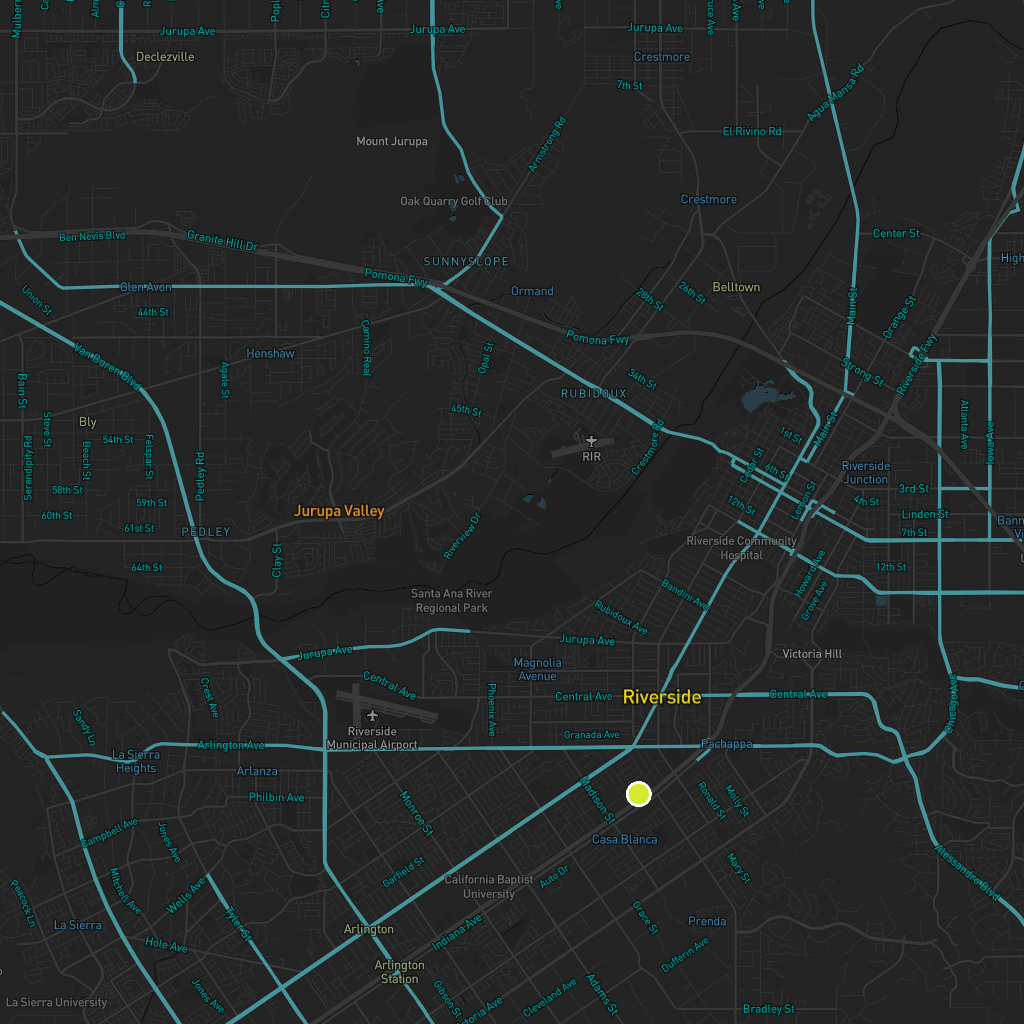 Jurupa Ave
Jurupa Ave
Jurupa Ave
Declezville
Crestmore
7th St
Agua Mansa Rd
El Rivino Rd
Armstrong Rd
Mount Jurupa
Oak Quarry Golf Club
Crestmore
Center St
Ben Nevis Blvd
Granite Hill Dr
SUNNYSLOPE
Pomona Fwy
Glen Avon
Ormand
Belltown
28th St
26th St
Union St
44th St
Main St
Orange St
Camino Real
Pomona Fwy
Henshaw
Opal St
Riverside Fwy
Van Buren Blvd
Strong St
Bain St
Agate St
34th St
RUBIDOUX
45th St
Bly
Steve St
54th St
Beach St
Felspar St
Serendipity Rd
Pedley Rd
RIR
Crestmore Rd
1st St
Main St
Atlanta Ave
Iowa Ave
Cedar St
6th St
Riverside
Junction
58th St
59th St
60th St
61st St
PEDLEY
Jurupa Valley
Riverview Dr
12th St
Lemon St
4th St
3rd St
Linden St
7th St
Riverside Community
Hospital
Clay St
64th St
12th St
Howard Ave
Grove Ave
Santa Ana River
Regional Park
Bandini Ave
Rubidoux Ave
Jurupa Ave
Jurupa Ave
Victoria Hill
Magnolia
Avenue
Central Ave
Crest Ave
Phoenix Ave
Central Ave
Riverside
Central Ave
Chicago Ave
Sandy Ln
Riverside
Municipal Airport
Granada Ave
Pachappa
Arlington Ave
La Sierra
Heights
Arlanza
Philbin Ave
Monroe St
Madison St
Ronald St
Molly St
Campbell Ave
Jones Ave
Casa Blanca
Mary St
Alessandro Blvd
Garfield St
California Baptist
University
Auto Dr
Peacock Ln
Mitchell Ave
Wells Ave
Tyler St
La Sierra
Hole Ave
Arlington
Indiana Ave
Grace St
Prenda
Dufferin Ave
Arlington
Station
Jones Ave
Gibson St
Cleveland Ave
Adams St
La Sierra University
Bradley St